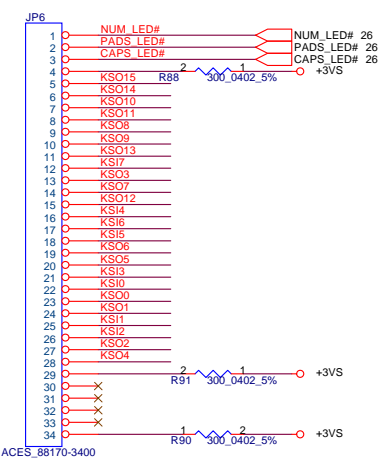 JP6
1 NUM_LED# NUM_LED# 26
2 PADS_LED# PADS_LED# 26
3 CAPS_LED# CAPS_LED# 26
4 2 1 +3VS
R88 300_0402_5%
5 KSO15
6 KSO14
7 KSO10
8 KSO11
9 KSO8
10 KSO9
11 KSO13
12 KSI7
13 KSO3
14 KSO7
15 KSO12
16 KSI4
17 KSI6
18 KSI5
19 KSO6
20 KSO5
21 KSI3
22 KSI0
23 KSO0
24 KSO1
25 KSI1
26 KSI2
27 KSO2
28 KSO4
29 2 1 +3VS
R91 300_0402_5%
30
31
32
33
34 1 2 +3VS
R90 300_0402_5%
ACES_88170-3400